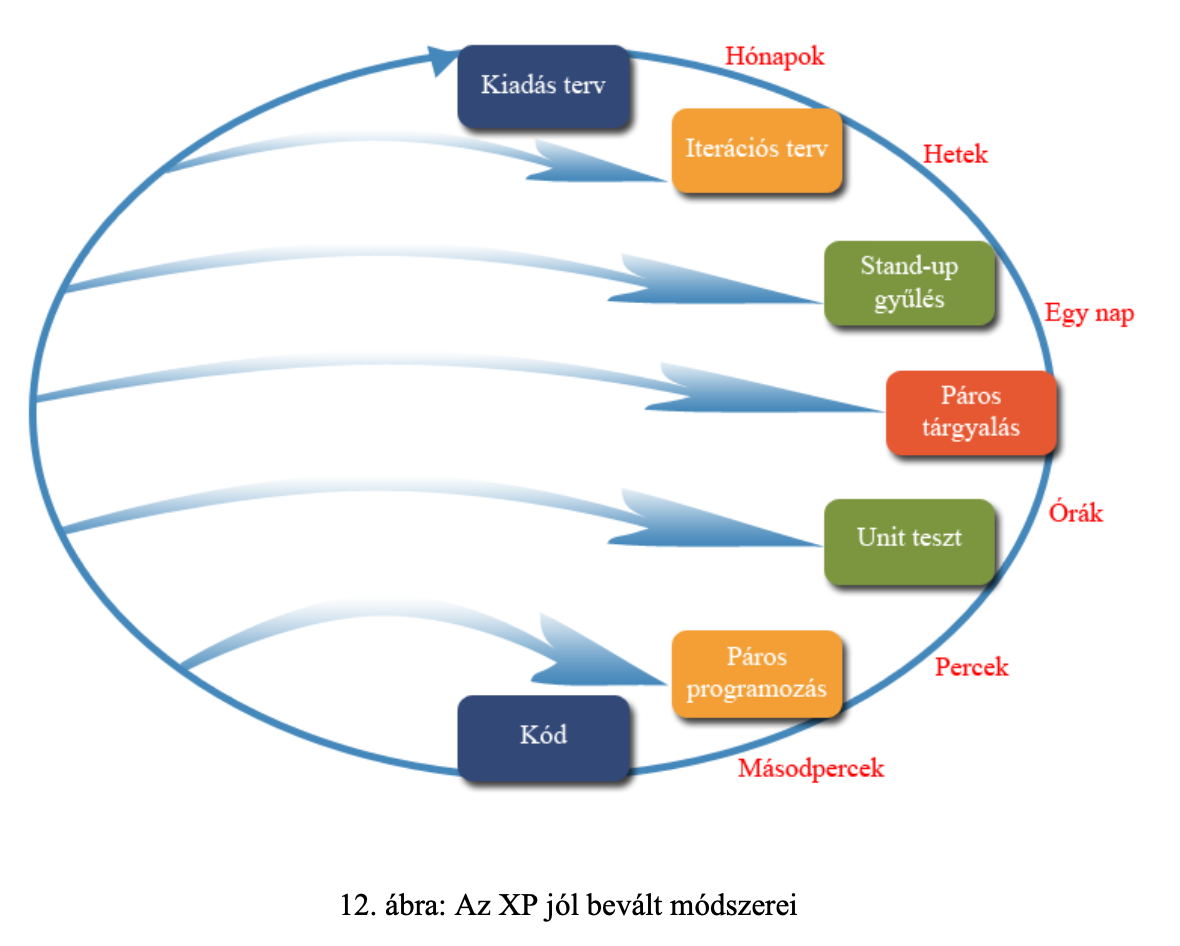 Kiadás terv
Hónapok
Iterációs terv
Hetek
Stand-up
gyűlés
Egy nap
Páros
tárgyalás
Órák
Unit teszt
Percek
Páros
programozás
Másodpercek
Kód
12. ábra: Az XP jól bevált módszerei